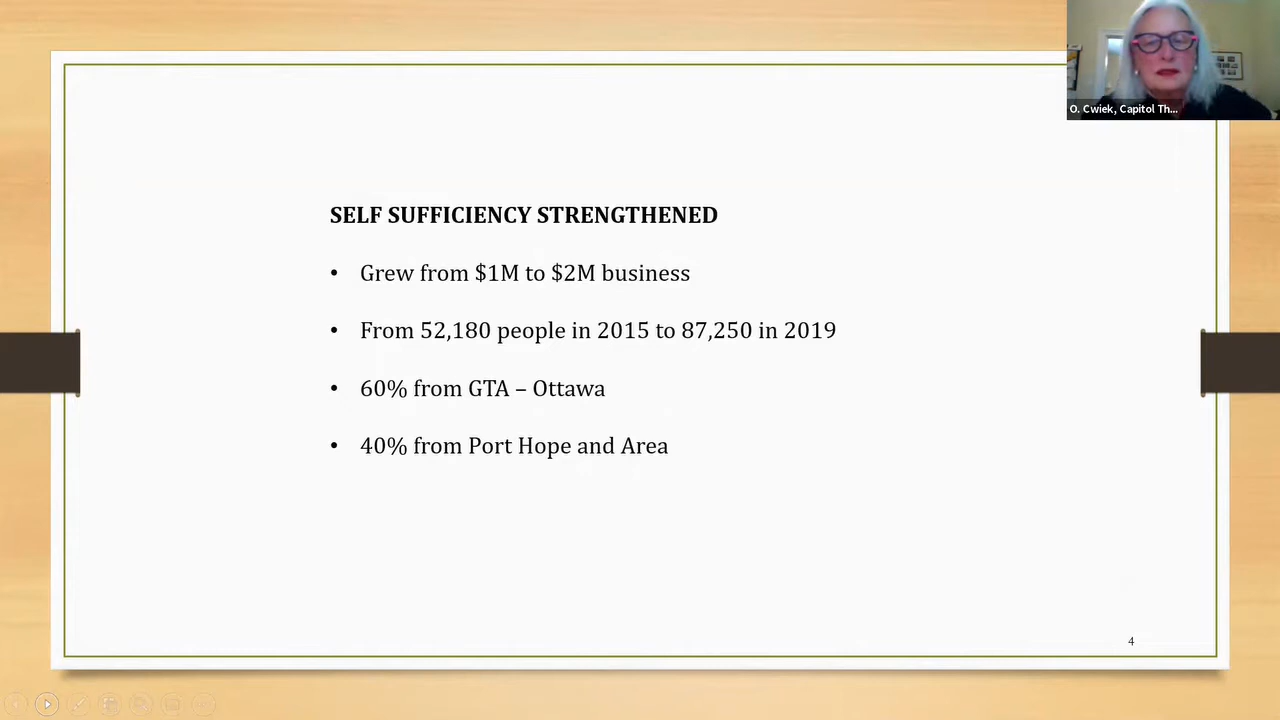 O. Cwiek, Capitol Th...
SELF SUFFICIENCY STRENGTHENED
• Grew from $1M to $2M business
• From 52,180 people in 2015 to 87,250 in 2019
• 60% from GTA – Ottawa
• 40% from Port Hope and Area
4